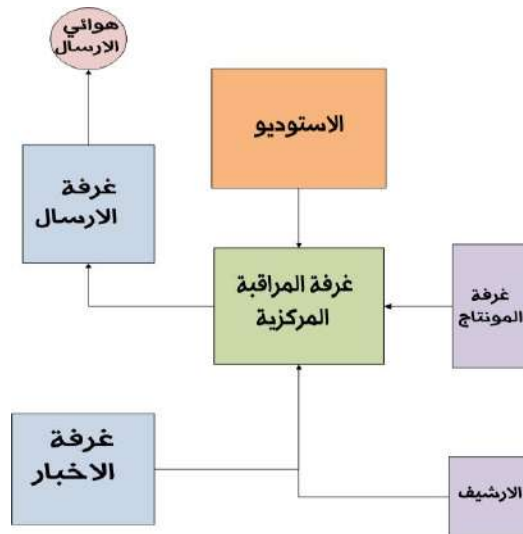 هوائي
الارسال
الاستوديو
غرفة
الارسال
غرفة المراقبة
المركزية
غرفة
المونتاج
غرفة
الاخبار
الارشيف